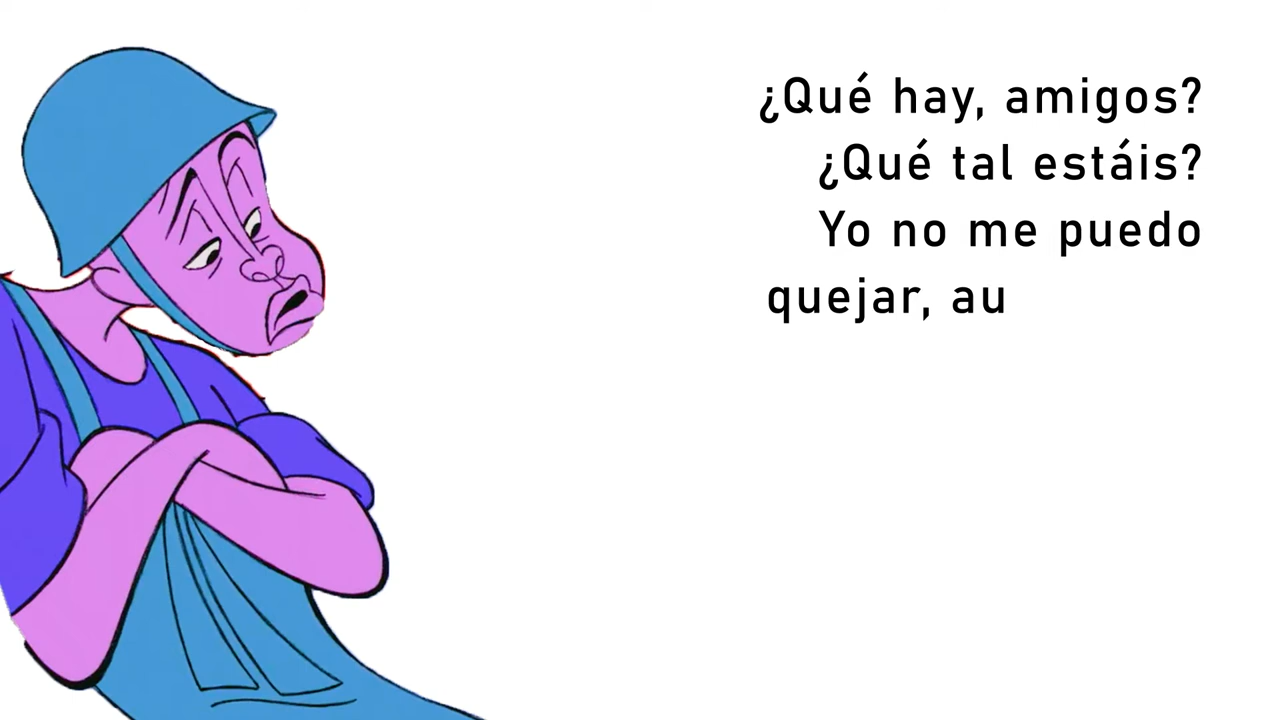 ¿Qué hay, amigos?
¿Qué tal estáis?
Yo no me puedo
quejar, au